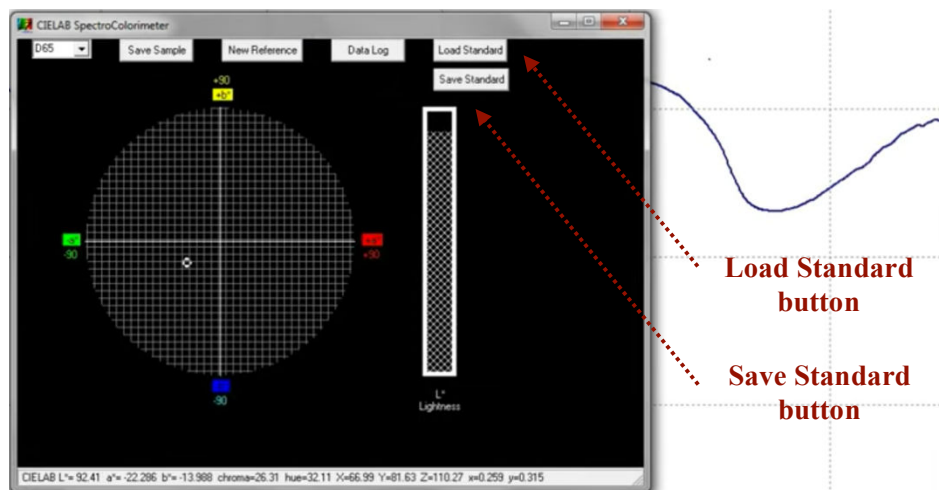 CIELAB SpectroColorimeter
D65
Save Sample
New Reference
Data Log
Load Standard
Save Standard
+90
+b*
-a*
-90
+a*
+90
-90
L*
Lightness
Load Standard
button
Save Standard
button
CIELAB L*= 92.41 a*= -22.286 b*= -13.988 chroma=26.31 hue=32.11 X=66.99 Y=81.63 Z=110.27 x=0.259 y=0.315